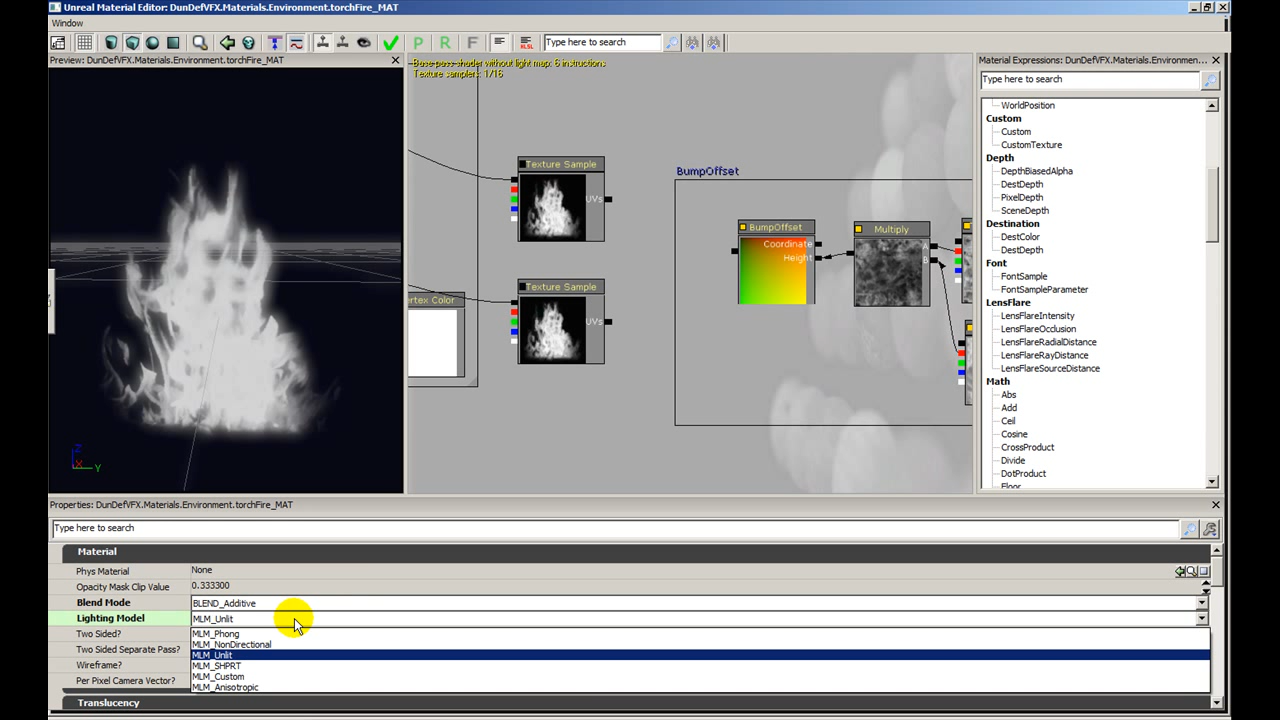 Unreal Material Editor: DunDefVFX.Materials.Environment.torchFire_MAT
Window
P R F HLSL Type here to search
Preview: DunDefVFX.Materials.Environment.torchFire_MAT
Z
X Y
Base pass shader without light map: 6 instructions
Texture samplers: 1/16
Texture Sample
UVs
Texture Sample
UVs
ertex Color
BumpOffset
BumpOffset
Coordinate
Height
Multiply
A
B
Material Expressions: DunDefVFX.Materials.Environmen...
Type here to search
WorldPosition
Custom
Custom
CustomTexture
Depth
DepthBiasedAlpha
DestDepth
PixelDepth
SceneDepth
Destination
DestColor
DestDepth
Font
FontSample
FontSampleParameter
LensFlare
LensFlareIntensity
LensFlareOcclusion
LensFlareRadialDistance
LensFlareRayDistance
LensFlareSourceDistance
Math
Abs
Add
Ceil
Cosine
CrossProduct
Divide
DotProduct
Floor
Properties: DunDefVFX.Materials.Environment.torchFire_MAT
Type here to search
Material
Phys Material None
Opacity Mask Clip Value 0.333300
Blend Mode BLEND_Additive
Lighting Model MLM_Unlit
Two Sided?
Two Sided Separate Pass?
Wireframe?
Per Pixel Camera Vector?
MLM_Phong
MLM_NonDirectional
MLM_Unlit
MLM_SHPRT
MLM_Custom
MLM_Anisotropic
Translucency